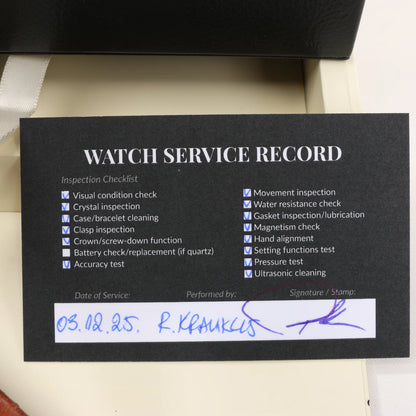 WATCH SERVICE RECORD
Inspection Checklist
Visual condition check
Crystal inspection
Case/bracelet cleaning
Clasp inspection
Crown/screw-down function
Battery check/replacement (if quartz)
Accuracy test
Movement inspection
Water resistance check
Gasket inspection/lubrication
Magnetism check
Hand alignment
Setting functions test
Pressure test
Ultrasonic cleaning
Date of Service: Performed by: Signature / Stamp:
03.12.25. R.KRAUKLIS